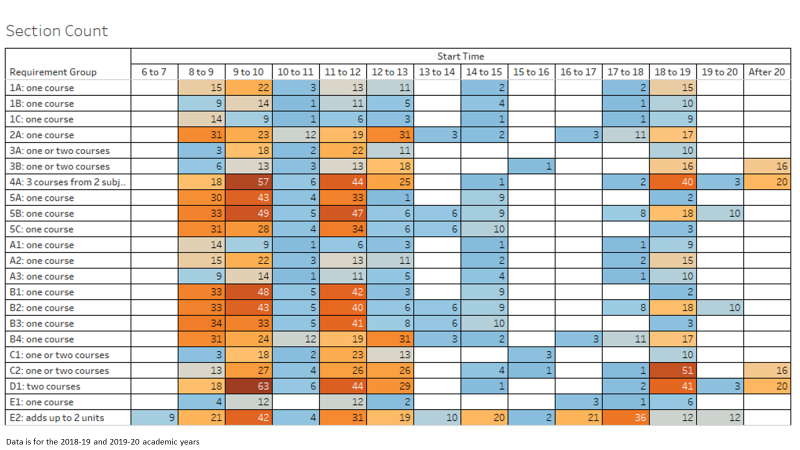 Section Count
Start Time
Requirement Group 6 to 7 8 to 9 9 to 10 10 to 11 11 to 12 12 to 13 13 to 14 14 to 15 15 to 16 16 to 17 17 to 18 18 to 19 19 to 20 After 20
1A: one course 15 22 3 13 11 2 2 15
1B: one course 9 14 1 11 5 4 1 10
1C: one course 14 9 1 6 3 1 1 9
2A: one course 31 23 12 19 31 3 2 3 11 17
3A: one or two courses 3 18 2 22 11 10
3B: one or two courses 6 13 3 13 18 1 16 16
4A: 3 courses from 2 subj.. 18 57 6 44 25 1 2 40 3 20
5A: one course 30 43 4 33 1 9 2
5B: one course 33 49 5 47 6 6 9 8 18 10
5C: one course 31 28 4 34 6 6 10 3
A1: one course 14 9 1 6 3 1 1 9
A2: one course 15 22 3 13 11 2 2 15
A3: one course 9 14 1 11 5 4 1 10
B1: one course 33 48 5 42 3 9 2
B2: one course 33 43 5 40 6 6 9 8 18 10
B3: one course 34 33 5 41 8 6 10 3
B4: one course 31 24 12 19 31 3 2 3 11 17
C1: one or two courses 3 18 2 23 13 3 10
C2: one or two courses 13 27 4 26 26 4 1 1 51 16
D1: two courses 18 63 6 44 29 1 2 41 3 20
E1: one course 4 12 12 2 3 1 6
E2: adds up to 2 units 9 21 42 4 31 19 10 20 2 21 36 12 12
Data is for the 2018-19 and 2019-20 academic years